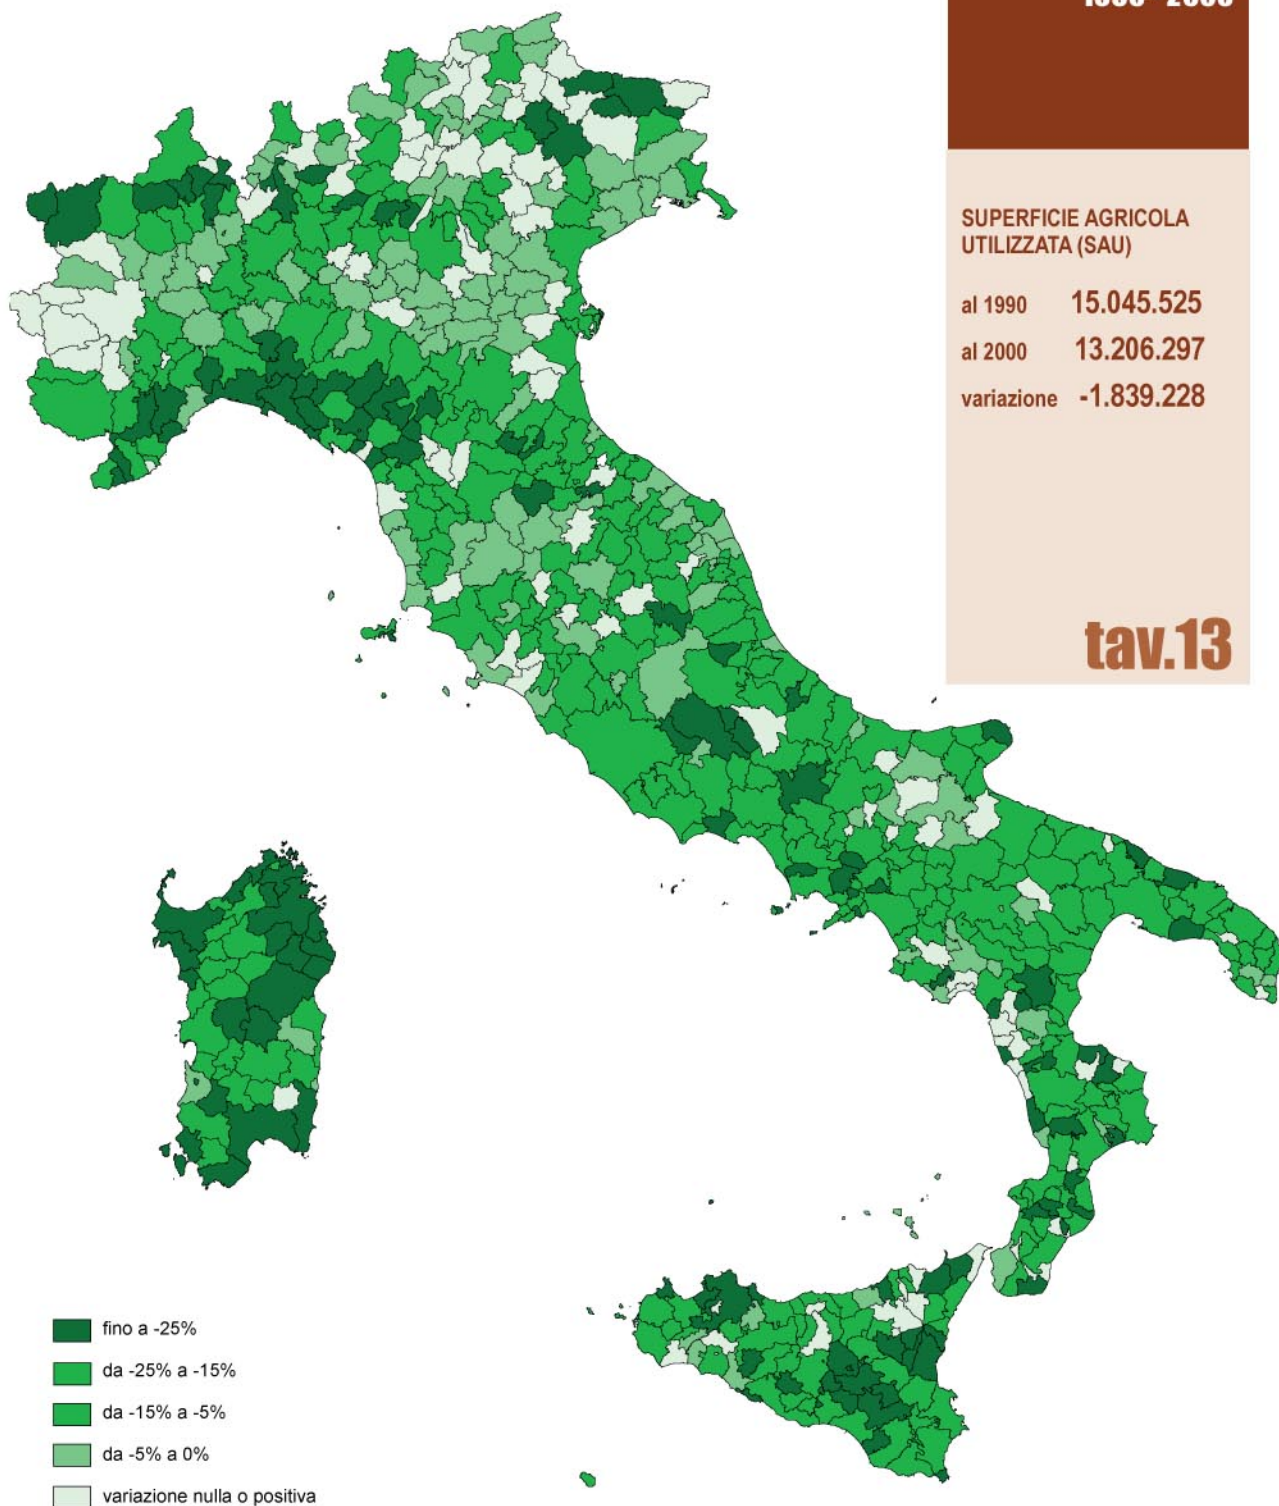 SUPERFICIE AGRICOLA
UTILIZZATA (SAU)
al 1990 15.045.525
al 2000 13.206.297
variazione -1.839.228
tav.13
fino a -25%
da -25% a -15%
da -15% a -5%
da -5% a 0%
variazione nulla o positiva